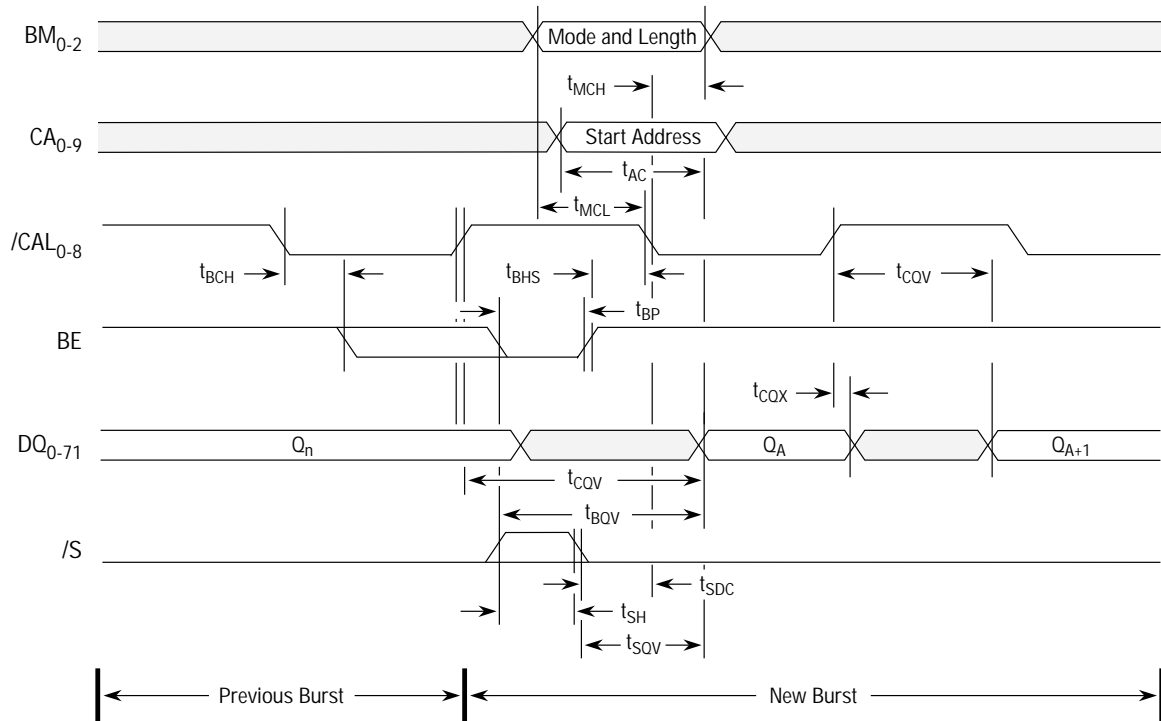 BM0-2
Mode and Length
tMCH
CA0-9
Start Address
tAC
tMCL
/CAL0-8
tBCH
tBHS
tCQV
tBP
BE
tCQX
DQ0-71
Qn
QA
QA+1
tCQV
tBQV
/S
tSDC
tSH
tSQV
Previous Burst
New Burst